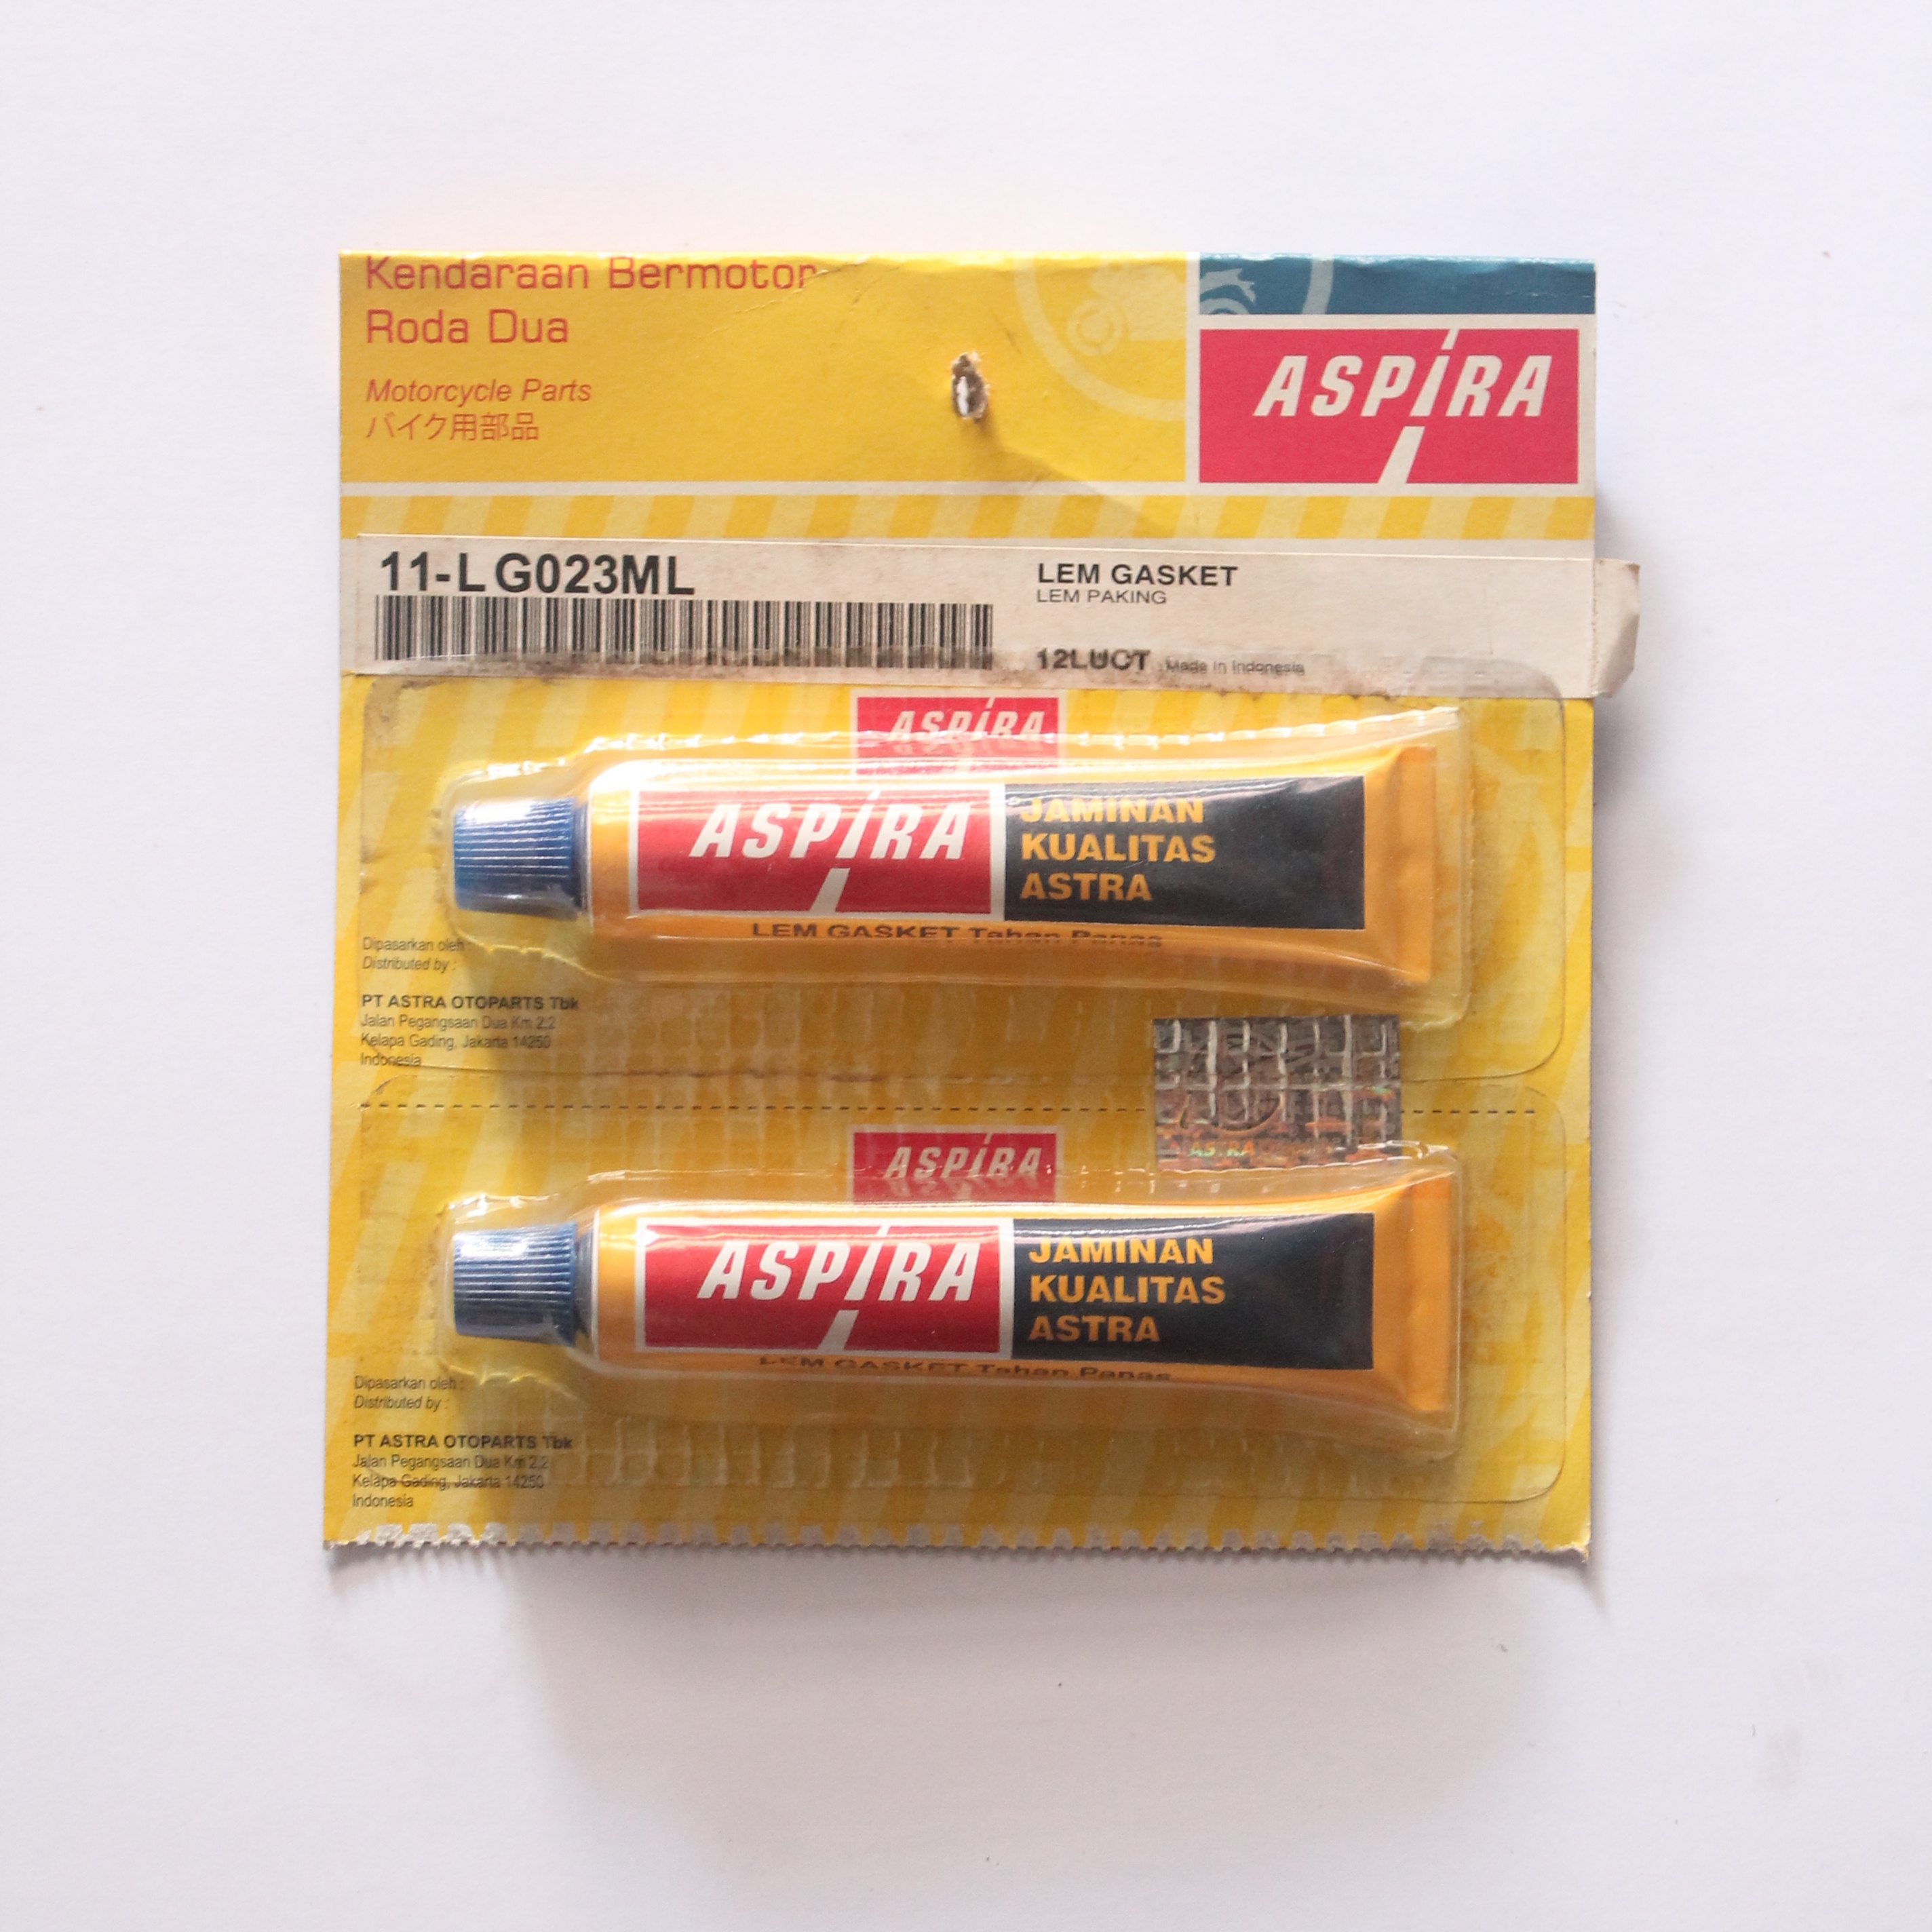 Kendaraan Bermotor
Roda Dua
Motorcycle Parts
バイク用部品
ASPIRA
11-LG023ML
LEM GASKET
LEM PAKING
Made in Indonesia
ASPIRA
ASPIRA
JAMINAN
KUALITAS
ASTRA
LEM GASKET Tahan Panas
Dipasarkan oleh :
Distributed by :
PT ASTRA OTOPARTS Tbk
Jalan Pegangsaan Dua Km 2,2
Kelapa Gading, Jakarta 14250
Indonesia
ASTRA
ASPIRA
ASPIRA
JAMINAN
KUALITAS
ASTRA
LEM GASKET Tahan Panas
Dipasarkan oleh :
Distributed by :
PT ASTRA OTOPARTS Tbk
Jalan Pegangsaan Dua Km 2,2
Kelapa Gading, Jakarta 14250
Indonesia